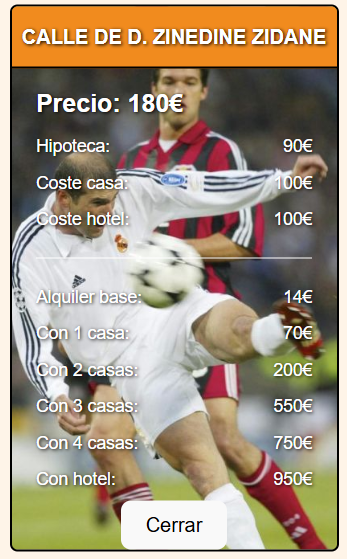 CALLE DE D. ZINEDINE ZIDANE
Precio: 180€
Hipoteca: 90€
Coste casa: 100€
Coste hotel: 100€
Alquiler base: 14€
Con 1 casa: 70€
Con 2 casas: 200€
Con 3 casas: 550€
Con 4 casas: 750€
Con hotel: 950€
Cerrar